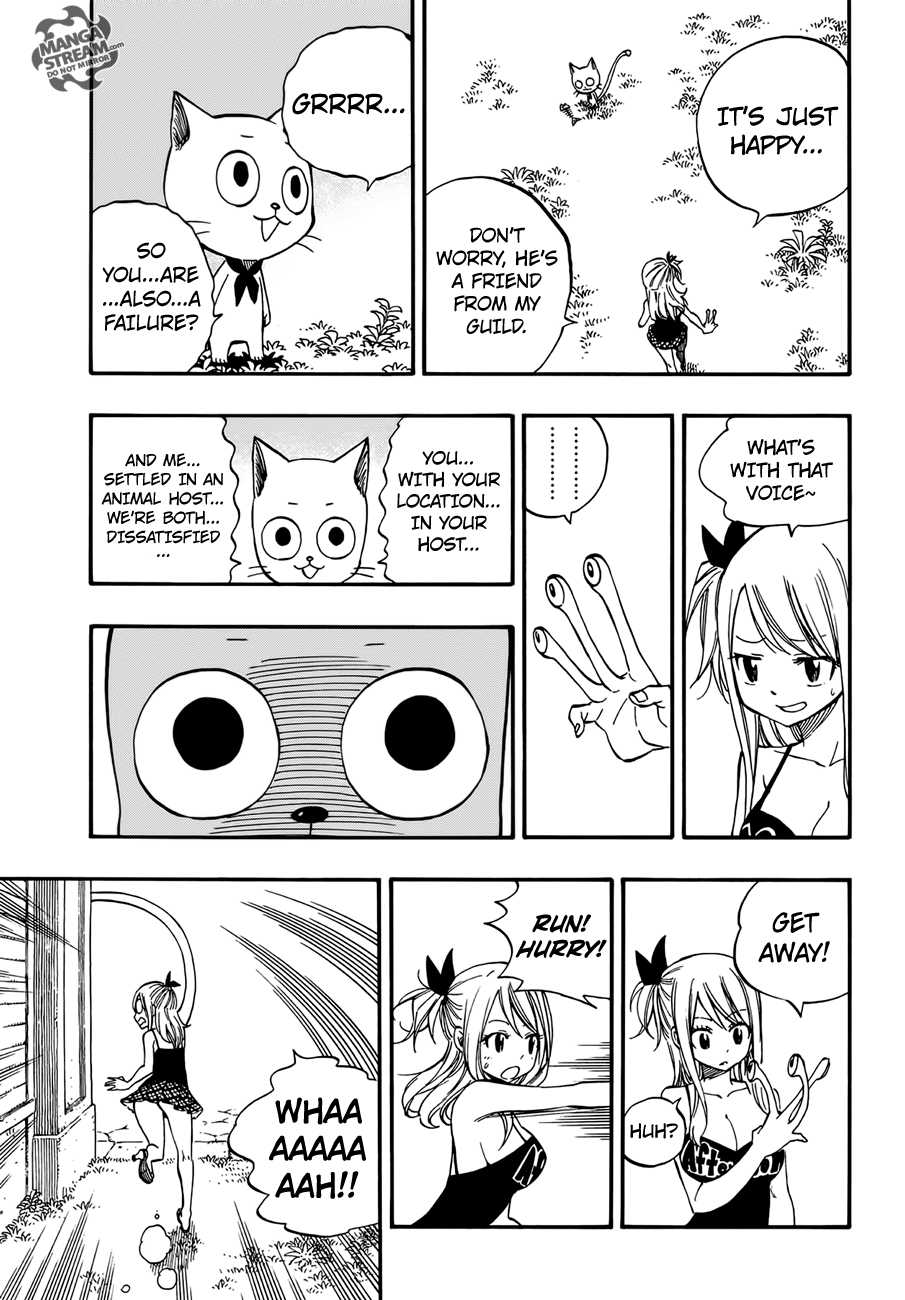 MANGA
STREAM.com
DO NOT MIRROR
IT'S JUST
HAPPY...
DON'T
WORRY, HE'S
A FRIEND
FROM MY
GUILD.
GRRRR...
SO
YOU...ARE
...ALSO...A
FAILURE?
WHAT'S
WITH THAT
VOICE~
YOU...
WITH YOUR
LOCATION...
IN YOUR
HOST...
AND ME...
SETTLED IN AN
ANIMAL HOST...
WE'RE BOTH...
DISSATISFIED
...
GET
AWAY!
HUH?
RUN!
HURRY!
WHAA
AAAAA
AAH!!